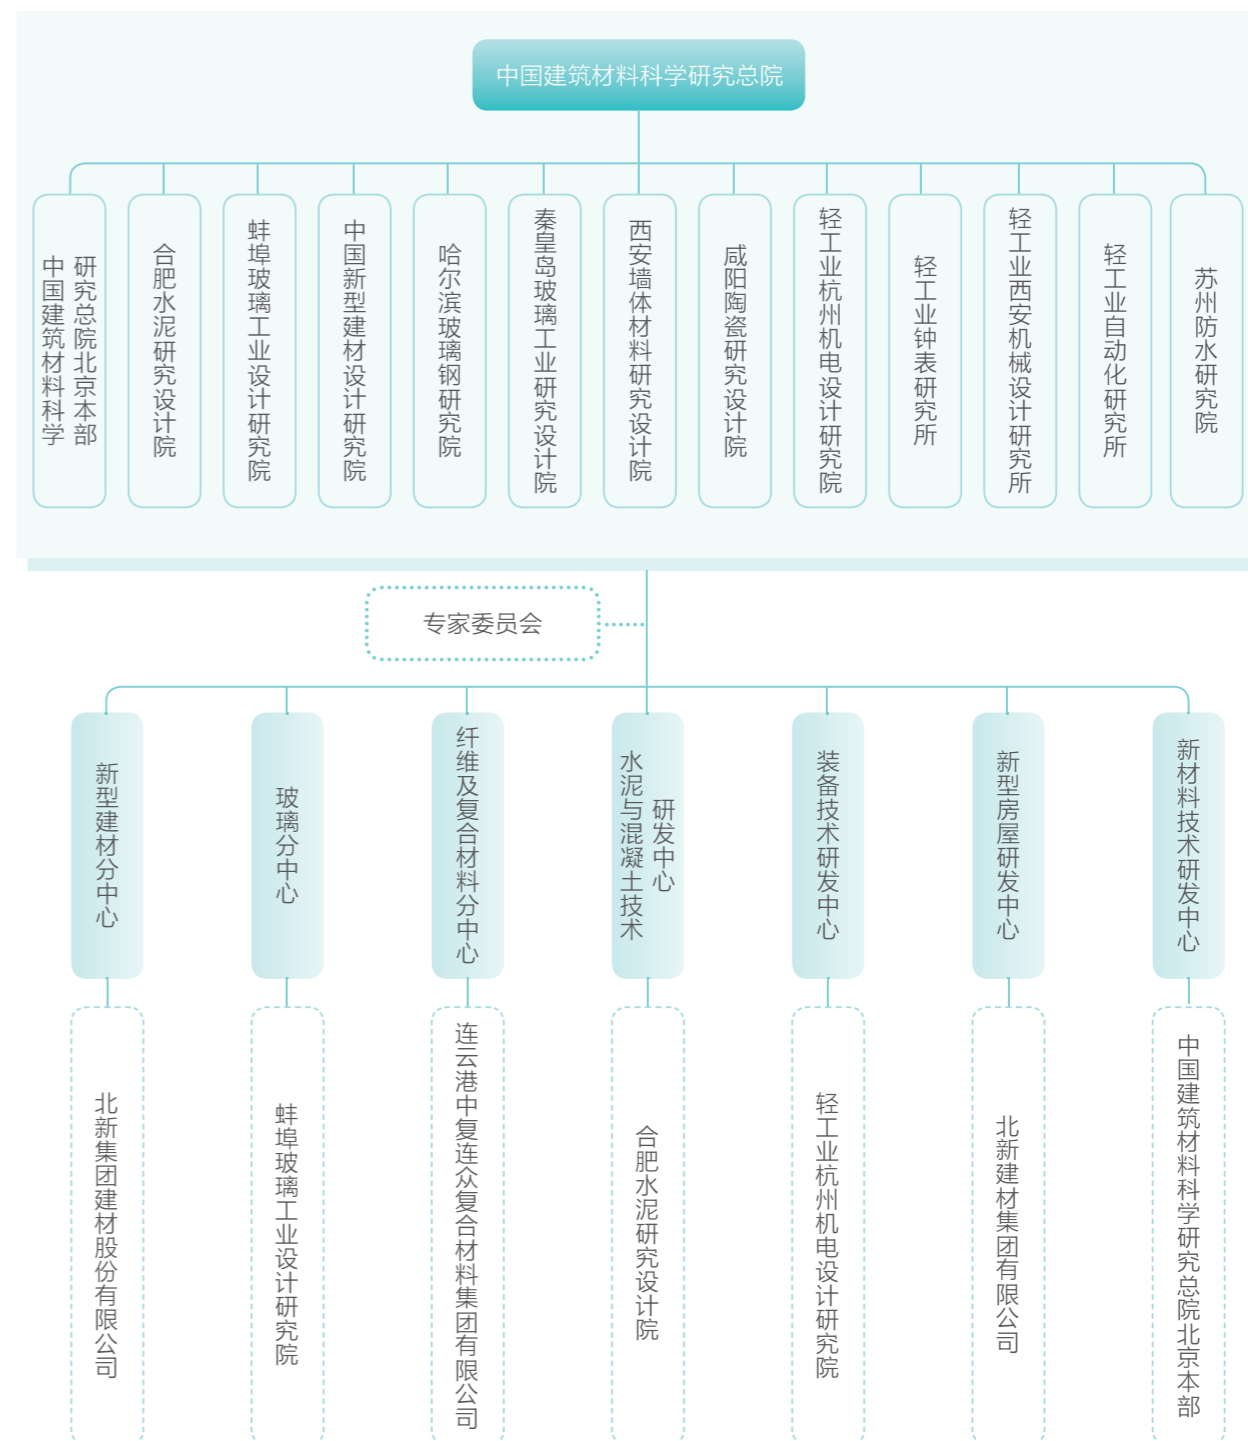 中国建筑材料科学研究总院
中国建筑材料科学
研究总院北京本部
合肥水泥研究设计院
蚌埠玻璃工业设计研究院
中国新型建材设计研究院
哈尔滨玻璃钢研究院
秦皇岛玻璃工业研究设计院
西安墙体材料研究设计院
咸阳陶瓷研究设计院
轻工业杭州机电设计研究院
轻工业钟表研究所
轻工业西安机械设计研究所
轻工业自动化研究所
苏州防水研究院
专家委员会
新型建材分中心
玻璃分中心
纤维及复合材料分中心
水泥与混凝土技术
研发中心
装备技术研发中心
新型房屋研发中心
新材料技术研发中心
北新集团建材股份有限公司
蚌埠玻璃工业设计研究院
连云港中复连众复合材料集团有限公司
合肥水泥研究设计院
轻工业杭州机电设计研究院
北新建材集团有限公司
中国建筑材料科学研究总院北京本部